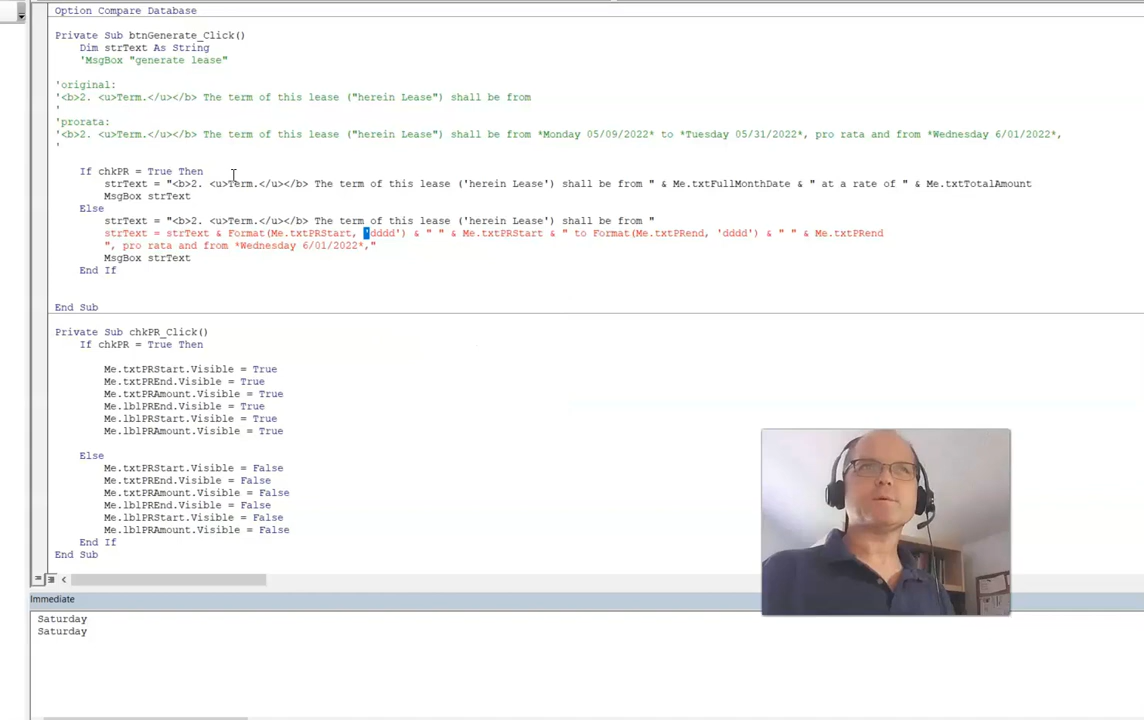 Option Compare Database
Private Sub btnGenerate_Click()
Dim strText As String
'MsgBox "generate lease"
'original:
'<b>2. <u>Term.</u></b> The term of this lease ("herein Lease") shall be from
'
'prorata:
'<b>2. <u>Term.</u></b> The term of this lease ("herein Lease") shall be from *Monday 05/09/2022* to *Tuesday 05/31/2022*, pro rata and from *Wednesday 6/01/2022*,
'
If chkPR = True Then
strText = "<b>2. <u>Term.</u></b> The term of this lease ('herein Lease') shall be from " & Me.txtFullMonthDate & " at a rate of " & Me.txtTotalAmount
MsgBox strText
Else
strText = "<b>2. <u>Term.</u></b> The term of this lease ('herein Lease') shall be from "
strText = strText & Format(Me.txtPRStart, 'dddd') & " " & Me.txtPRStart & " to Format(Me.txtPRend, 'dddd') & " " & Me.txtPRend
", pro rata and from *Wednesday 6/01/2022*,"
MsgBox strText
End If
End Sub
Private Sub chkPR_Click()
If chkPR = True Then
Me.txtPRStart.Visible = True
Me.txtPREnd.Visible = True
Me.txtPRAmount.Visible = True
Me.lblPREnd.Visible = True
Me.lblPRStart.Visible = True
Me.lblPRAmount.Visible = True
Else
Me.txtPRStart.Visible = False
Me.txtPREnd.Visible = False
Me.txtPRAmount.Visible = False
Me.lblPREnd.Visible = False
Me.lblPRStart.Visible = False
Me.lblPRAmount.Visible = False
End If
End Sub
Immediate
Saturday
Saturday